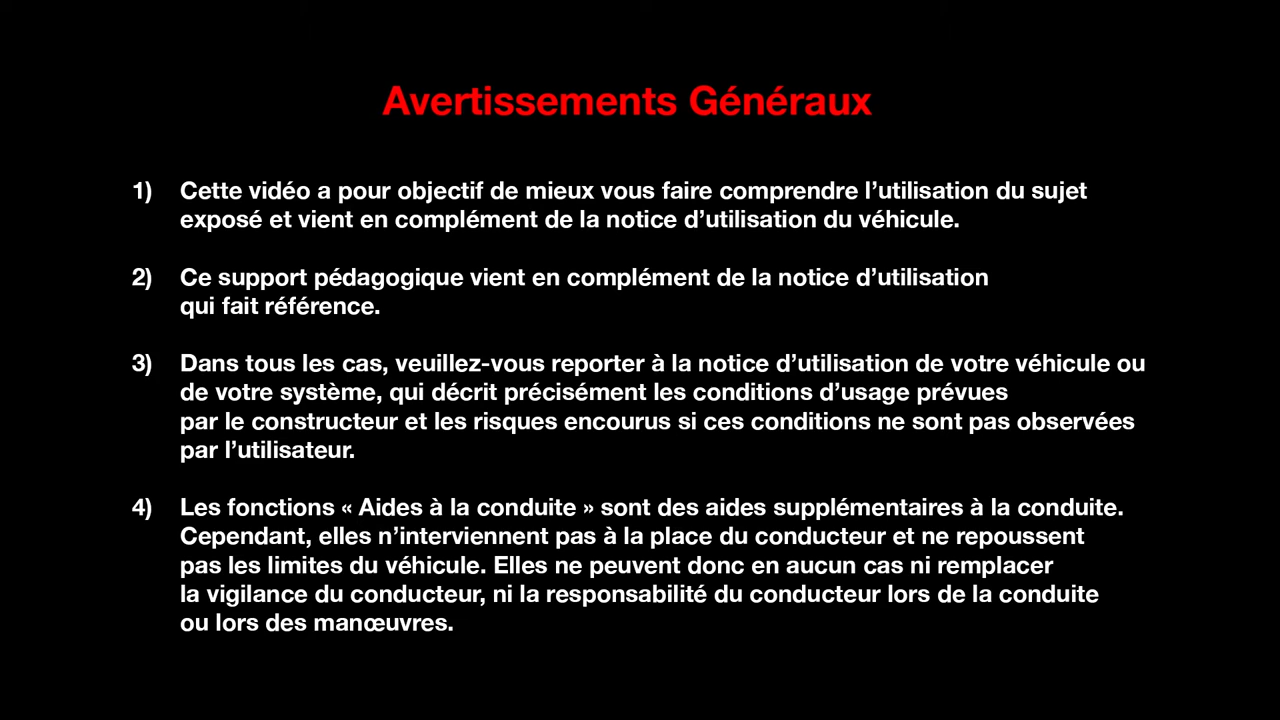 Avertissements Généraux
1) Cette vidéo a pour objectif de mieux vous faire comprendre l’utilisation du sujet
exposé et vient en complément de la notice d’utilisation du véhicule.
2) Ce support pédagogique vient en complément de la notice d’utilisation
qui fait référence.
3) Dans tous les cas, veuillez-vous reporter à la notice d’utilisation de votre véhicule ou
de votre système, qui décrit précisément les conditions d’usage prévues
par le constructeur et les risques encourus si ces conditions ne sont pas observées
par l’utilisateur.
4) Les fonctions « Aides à la conduite » sont des aides supplémentaires à la conduite.
Cependant, elles n’interviennent pas à la place du conducteur et ne repoussent
pas les limites du véhicule. Elles ne peuvent donc en aucun cas ni remplacer
la vigilance du conducteur, ni la responsabilité du conducteur lors de la conduite
ou lors des manœuvres.